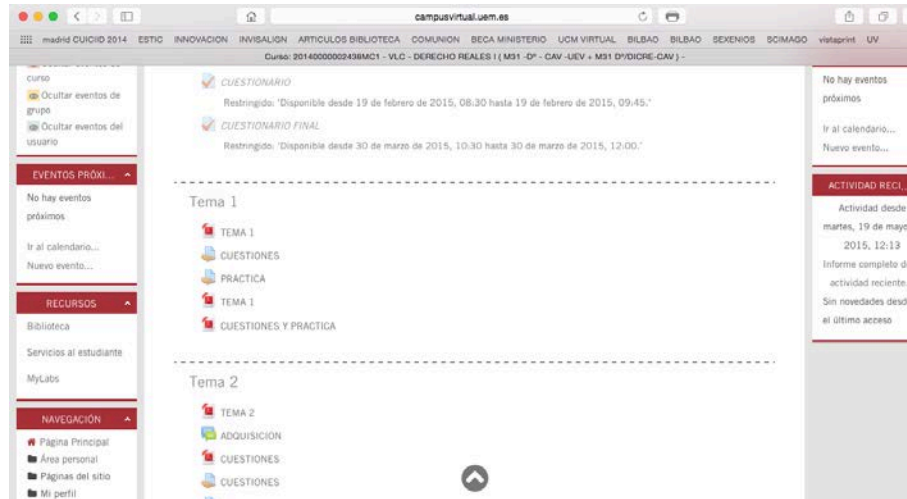 campusvirtual.uem.es
madrid CUICIID 2014 ESTIC INNOVACION INVISALIGN ARTICULOS BIBLIOTECA COMUNION BECA MINISTERIO UCM VIRTUAL BILBAO BILBAO SEXENIOS SCIMAGO vistaprint UV
Curso: 20140000002438MC1 - VLC - DERECHO REALES I ( M31 -Dº - CAV -UEV + M31 Dº/DICRE-CAV ) -
curso
Ocultar eventos de
grupo
Ocultar eventos del
usuario
EVENTOS PRÓXI...
No hay eventos
próximos
Ir al calendario...
Nuevo evento...
RECURSOS
Biblioteca
Servicios al estudiante
MyLabs
NAVEGACIÓN
Página Principal
Área personal
Páginas del sitio
Mi perfil
CUESTIONARIO
Restringido: 'Disponible desde 19 de febrero de 2015, 08:30 hasta 19 de febrero de 2015, 09:45.'
CUESTIONARIO FINAL
Restringido: 'Disponible desde 30 de marzo de 2015, 10:30 hasta 30 de marzo de 2015, 12:00.'
Tema 1
TEMA 1
CUESTIONES
PRACTICA
TEMA 1
CUESTIONES Y PRACTICA
Tema 2
TEMA 2
ADQUISICION
CUESTIONES
CUESTIONES
No hay eventos
próximos
Ir al calendario...
Nuevo evento...
ACTIVIDAD RECI...
Actividad desde
martes, 19 de mayo
2015, 12:13
Informe completo d
actividad reciente
Sin novedades desd
el último acceso